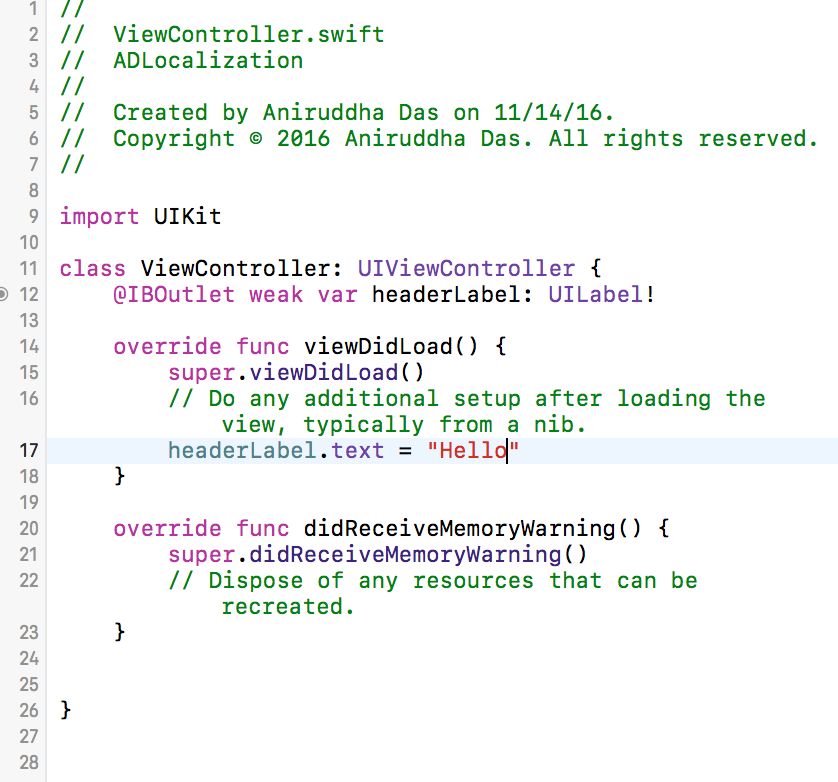 1 //
2 //  ViewController.swift
3 //  ADLocalization
4 //
5 //  Created by Aniruddha Das on 11/14/16.
6 //  Copyright © 2016 Aniruddha Das. All rights reserved.
7 //
8
9 import UIKit
10
11 class ViewController: UIViewController {
12     @IBOutlet weak var headerLabel: UILabel!
13
14     override func viewDidLoad() {
15         super.viewDidLoad()
16         // Do any additional setup after loading the
            view, typically from a nib.
17         headerLabel.text = "Hello"
18     }
19
20     override func didReceiveMemoryWarning() {
21         super.didReceiveMemoryWarning()
22         // Dispose of any resources that can be
            recreated.
23     }
24
25
26 }
27
28